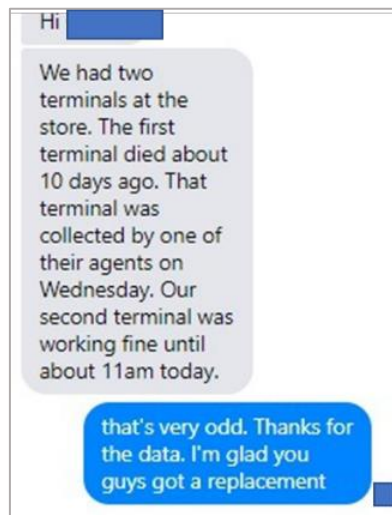 Hi
We had two
terminals at the
store. The first
terminal died about
10 days ago. That
terminal was
collected by one of
their agents on
Wednesday. Our
second terminal was
working fine until
about 11am today.
that's very odd. Thanks for
the data. I'm glad you
guys got a replacement